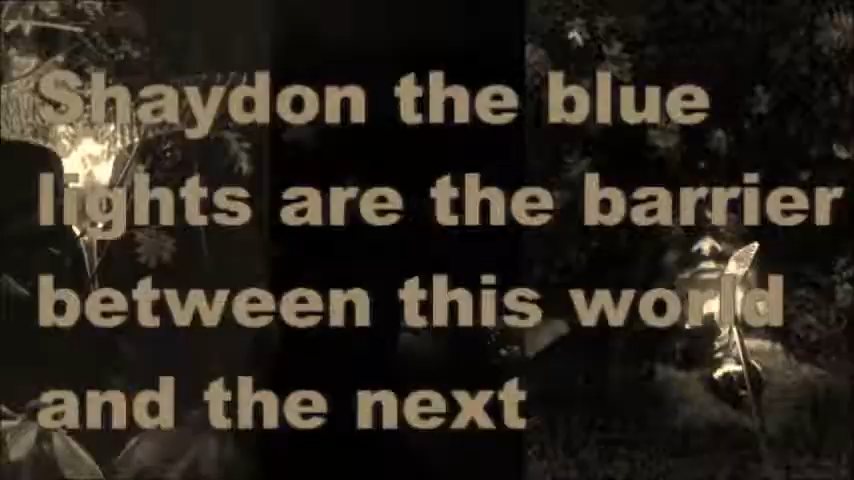 Shaydon the blue
lights are the barrier
between this world
and the next